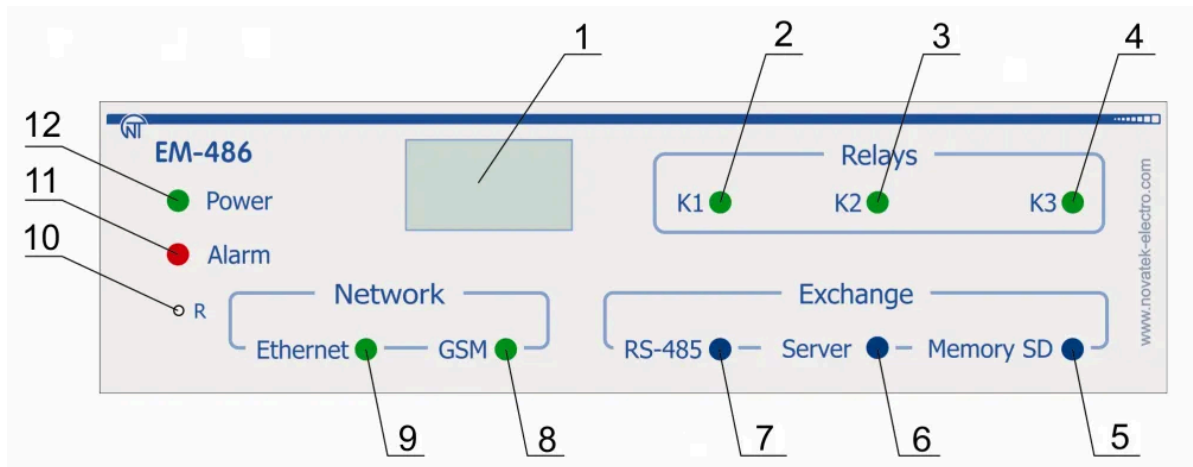 1 2 3 4
12
NT
EM-486
Relays
11
Power
K1 K2 K3
10
Alarm
R
Network
Exchange
Ethernet GSM
RS-485 Server Memory SD
www.novatek-electro.com
9 8 7 6 5